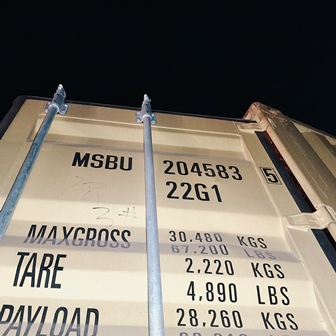 MSBU 204583 5
22G1
MAXGROSS 30.480 KGS
67.200 LBS
TARE 2,220 KGS
4,890 LBS
PAYLOAD 28,260 KGS